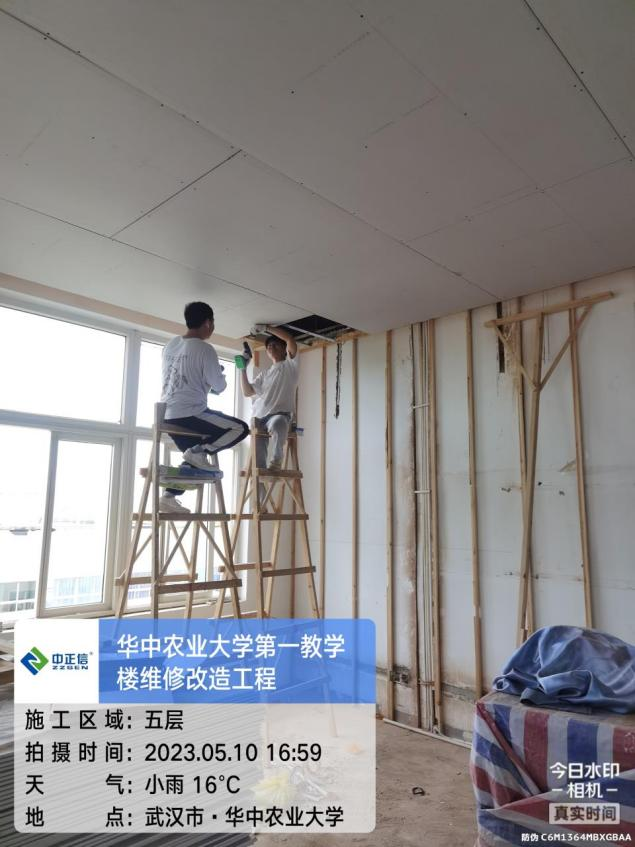 中正信®
ZZSEN
华中农业大学第一教学
楼维修改造工程
施工区域：五层
拍摄时间：2023.05.10 16:59
天气：小雨 16°C
地点：武汉市·华中农业大学
今日水印
相机
真实时间
防伪 C6M1364MBXGBAA